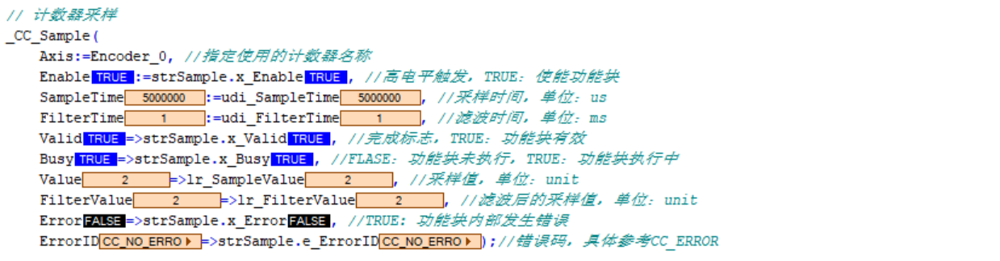 // 计数器采样
_CC_Sample(
Axis:=Encoder_0, //指定使用的计数器名称
Enable TRUE :=strSample.x_Enable TRUE , //高电平触发，TRUE：使能功能块
SampleTime 5000000 :=udi_SampleTime 5000000 , //采样时间，单位：us
FilterTime 1 :=udi_FilterTime 1 , //滤波时间，单位：ms
Valid TRUE =>strSample.x_Valid TRUE , //完成标志，TRUE：功能块有效
Busy TRUE =>strSample.x_Busy TRUE , //FLASE：功能块未执行，TRUE：功能块执行中
Value 2 =>lr_SampleValue 2 , //采样值，单位：unit
FilterValue 2 =>lr_FilterValue 2 , //滤波后的采样值，单位：unit
Error FALSE =>strSample.x_Error FALSE , //TRUE：功能块内部发生错误
ErrorID CC_NO_ERRO =>strSample.e_ErrorID CC_NO_ERRO );//错误码，具体参考CC_ERROR